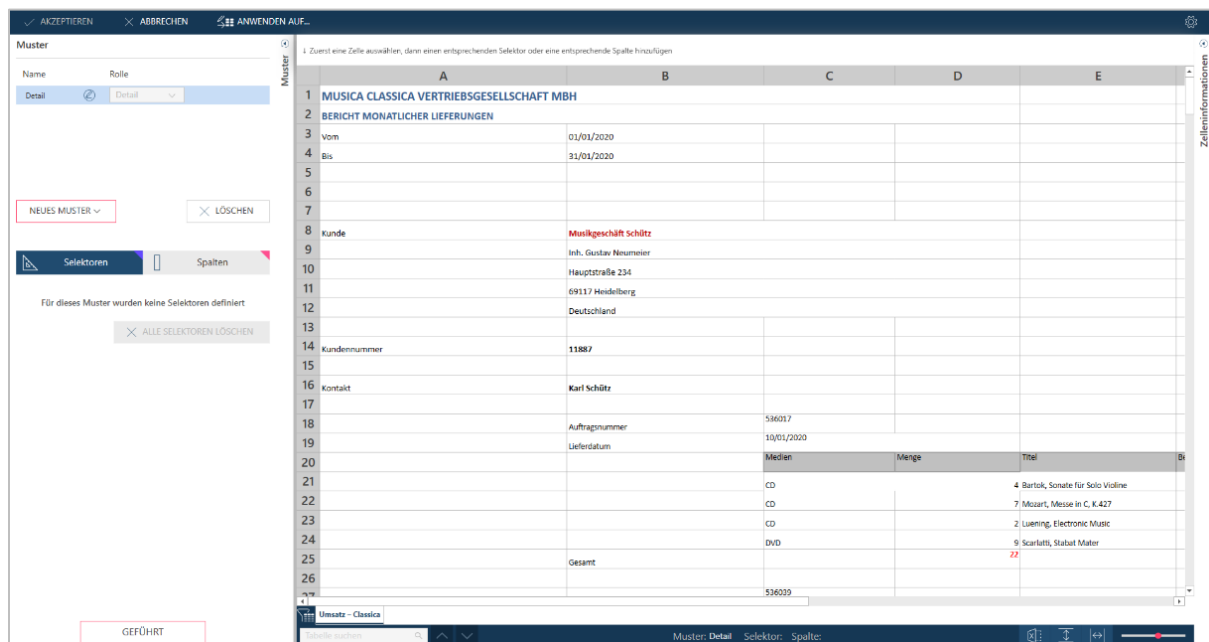 AKZEPTIEREN ABBRECHEN ANWENDEN AUF...
Muster
Name Rolle
Detail Detail
NEUES MUSTER LÖSCHEN
Selektoren Spalten
Für dieses Muster wurden keine Selektoren definiert
ALLE SELEKTOREN LÖSCHEN
GEFÜHRT
Muster
Zuerst eine Zelle auswählen, dann einen entsprechenden Selektor oder eine entsprechende Spalte hinzufügen
A B C D E
1 MUSICA CLASSICA VERTRIEBSGESELLSCHAFT MBH
2 BERICHT MONATLICHER LIEFERUNGEN
3 Vom 01/01/2020
4 Bis 31/01/2020
5
6
7
8 Kunde Musikgeschäft Schütz
9 Inh. Gustav Neumeier
10 Hauptstraße 234
11 69117 Heidelberg
12 Deutschland
13
14 Kundennummer 11887
15
16 Kontakt Karl Schütz
17
18 Auftragsnummer 536017
19 Lieferdatum 10/01/2020
20 Medien Menge Titel Be
21 CD 4 Bartok, Sonate für Solo Violine
22 CD 7 Mozart, Messe in C, K.427
23 CD 2 Luening, Electronic Music
24 DVD 9 Scarlatti, Stabat Mater
25 Gesamt 22
26
27 536039
Umsatz – Classica
Tabelle suchen Muster: Detail Selektor: Spalte:
Zelleninformationen